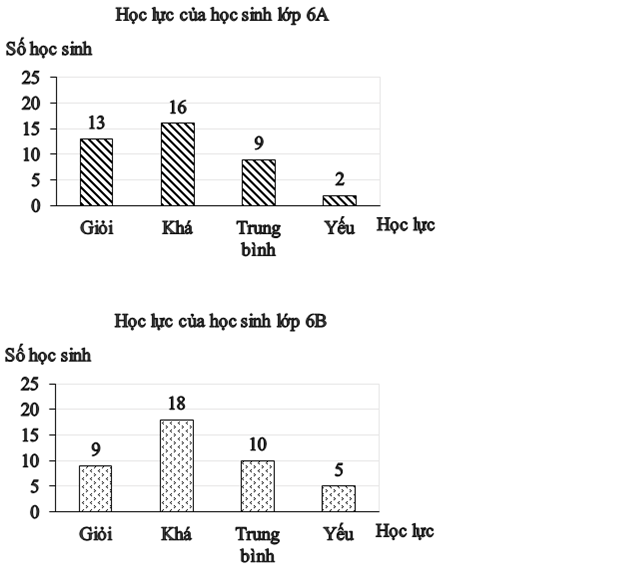 Học lực của học sinh lớp 6A
Số học sinh
25
20
15
10
5
0
13
16
9
2
Giỏi
Khá
Trung
bình
Yếu
Học lực
Học lực của học sinh lớp 6B
Số học sinh
25
20
15
10
5
0
9
18
10
5
Giỏi
Khá
Trung
bình
Yếu
Học lực